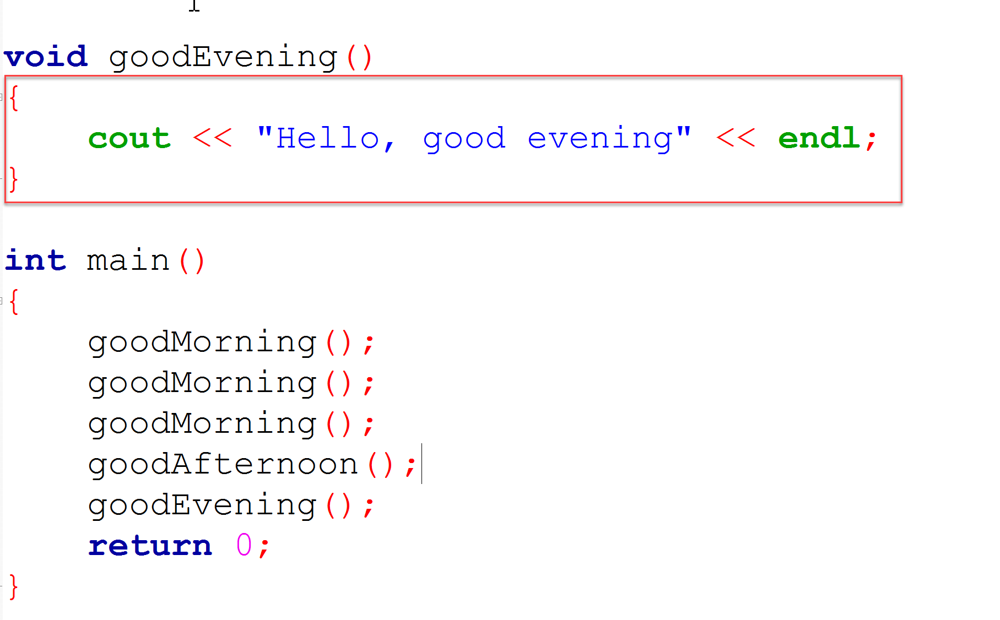 void goodEvening()
{
cout << "Hello, good evening" << endl;
}
int main()
{
goodMorning();
goodMorning();
goodMorning();
goodAfternoon();
goodEvening();
return 0;
}